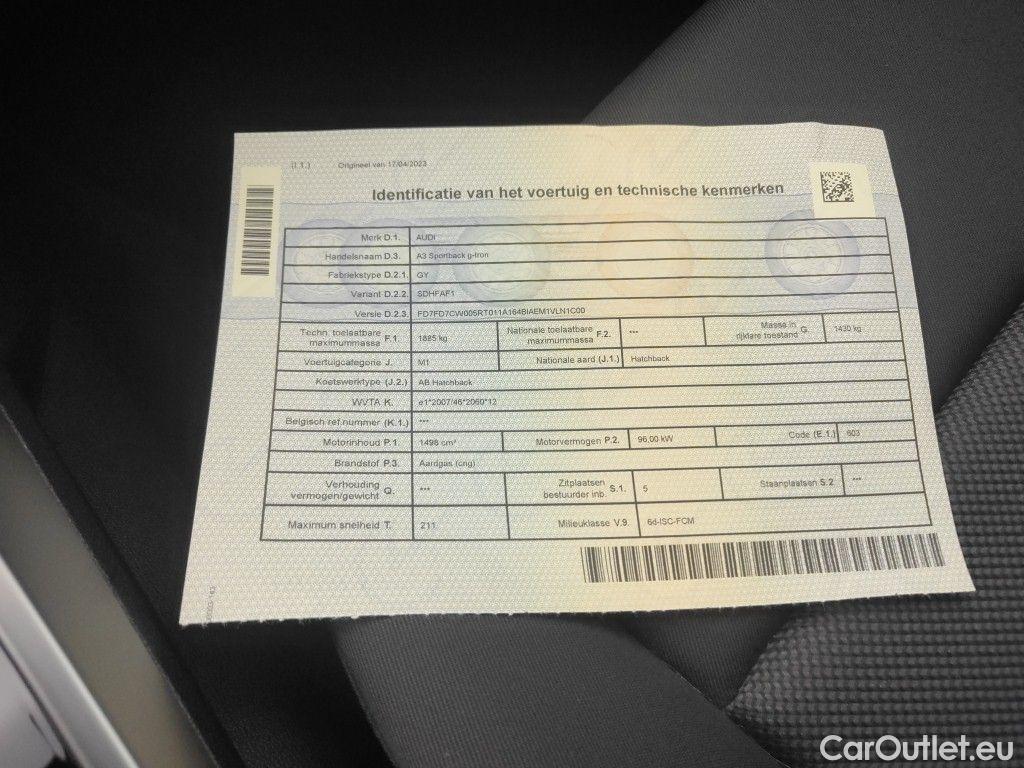 (I.1.) Origineel van 17/04/2023
Identificatie van het voertuig en technische kenmerken
Merk D.1. AUDI
Handelsnaam D.3. A3 Sportback g-tron
Fabriekstype D.2.1. GY
Variant D.2.2. SDHFAF1
Versie D.2.3. FD7FD7CW005RT011A164BIAEM1VLN1C00
Techn. toelaatbare maximummassa F.1. 1885 kg Nationale toelaatbare maximummassa F.2. *** Massa in rijklare toestand G. 1430 kg
Voertuigcategorie J. M1 Nationale aard (J.1.) Hatchback
Koetswerktype (J.2.) AB Hatchback
WVTA K. e1*2007/46*2060*12
Belgisch ref.nummer (K.1.) ***
Motorinhoud P.1. 1498 cm³ Motorvermogen P.2. 96,00 kW Code (E.1.) 603
Brandstof P.3. Aardgas (cng)
Verhouding vermogen/gewicht Q. *** Zitplaatsen bestuurder inb. S.1. 5 Staanplaatsen S.2 ***
Maximum snelheid T. 211 Milieuklasse V.9. 6d-ISC-FCM
CarOutlet.eu